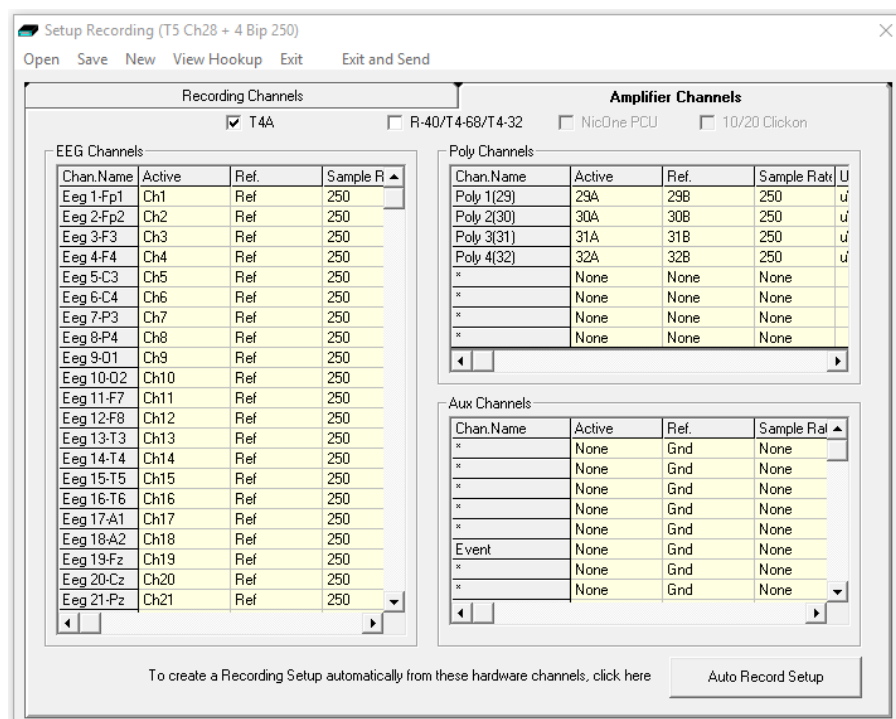 Setup Recording (T5 Ch28 + 4 Bip 250)
Open Save New View Hookup Exit Exit and Send
Recording Channels Amplifier Channels
T4A R-40/T4-68/T4-32 NicOne PCU 10/20 Clickon
EEG Channels
Chan.Name Active Ref. Sample R
Eeg 1-Fp1 Ch1 Ref 250
Eeg 2-Fp2 Ch2 Ref 250
Eeg 3-F3 Ch3 Ref 250
Eeg 4-F4 Ch4 Ref 250
Eeg 5-C3 Ch5 Ref 250
Eeg 6-C4 Ch6 Ref 250
Eeg 7-P3 Ch7 Ref 250
Eeg 8-P4 Ch8 Ref 250
Eeg 9-O1 Ch9 Ref 250
Eeg 10-O2 Ch10 Ref 250
Eeg 11-F7 Ch11 Ref 250
Eeg 12-F8 Ch12 Ref 250
Eeg 13-T3 Ch13 Ref 250
Eeg 14-T4 Ch14 Ref 250
Eeg 15-T5 Ch15 Ref 250
Eeg 16-T6 Ch16 Ref 250
Eeg 17-A1 Ch17 Ref 250
Eeg 18-A2 Ch18 Ref 250
Eeg 19-Fz Ch19 Ref 250
Eeg 20-Cz Ch20 Ref 250
Eeg 21-Pz Ch21 Ref 250
Poly Channels
Chan.Name Active Ref. Sample Rate U
Poly 1(29) 29A 29B 250 u
Poly 2(30) 30A 30B 250 u
Poly 3(31) 31A 31B 250 u
Poly 4(32) 32A 32B 250 u
* None None None
* None None None
* None None None
* None None None
Aux Channels
Chan.Name Active Ref. Sample Rat
* None Gnd None
* None Gnd None
* None Gnd None
* None Gnd None
* None Gnd None
Event None Gnd None
* None Gnd None
* None Gnd None
To create a Recording Setup automatically from these hardware channels, click here Auto Record Setup